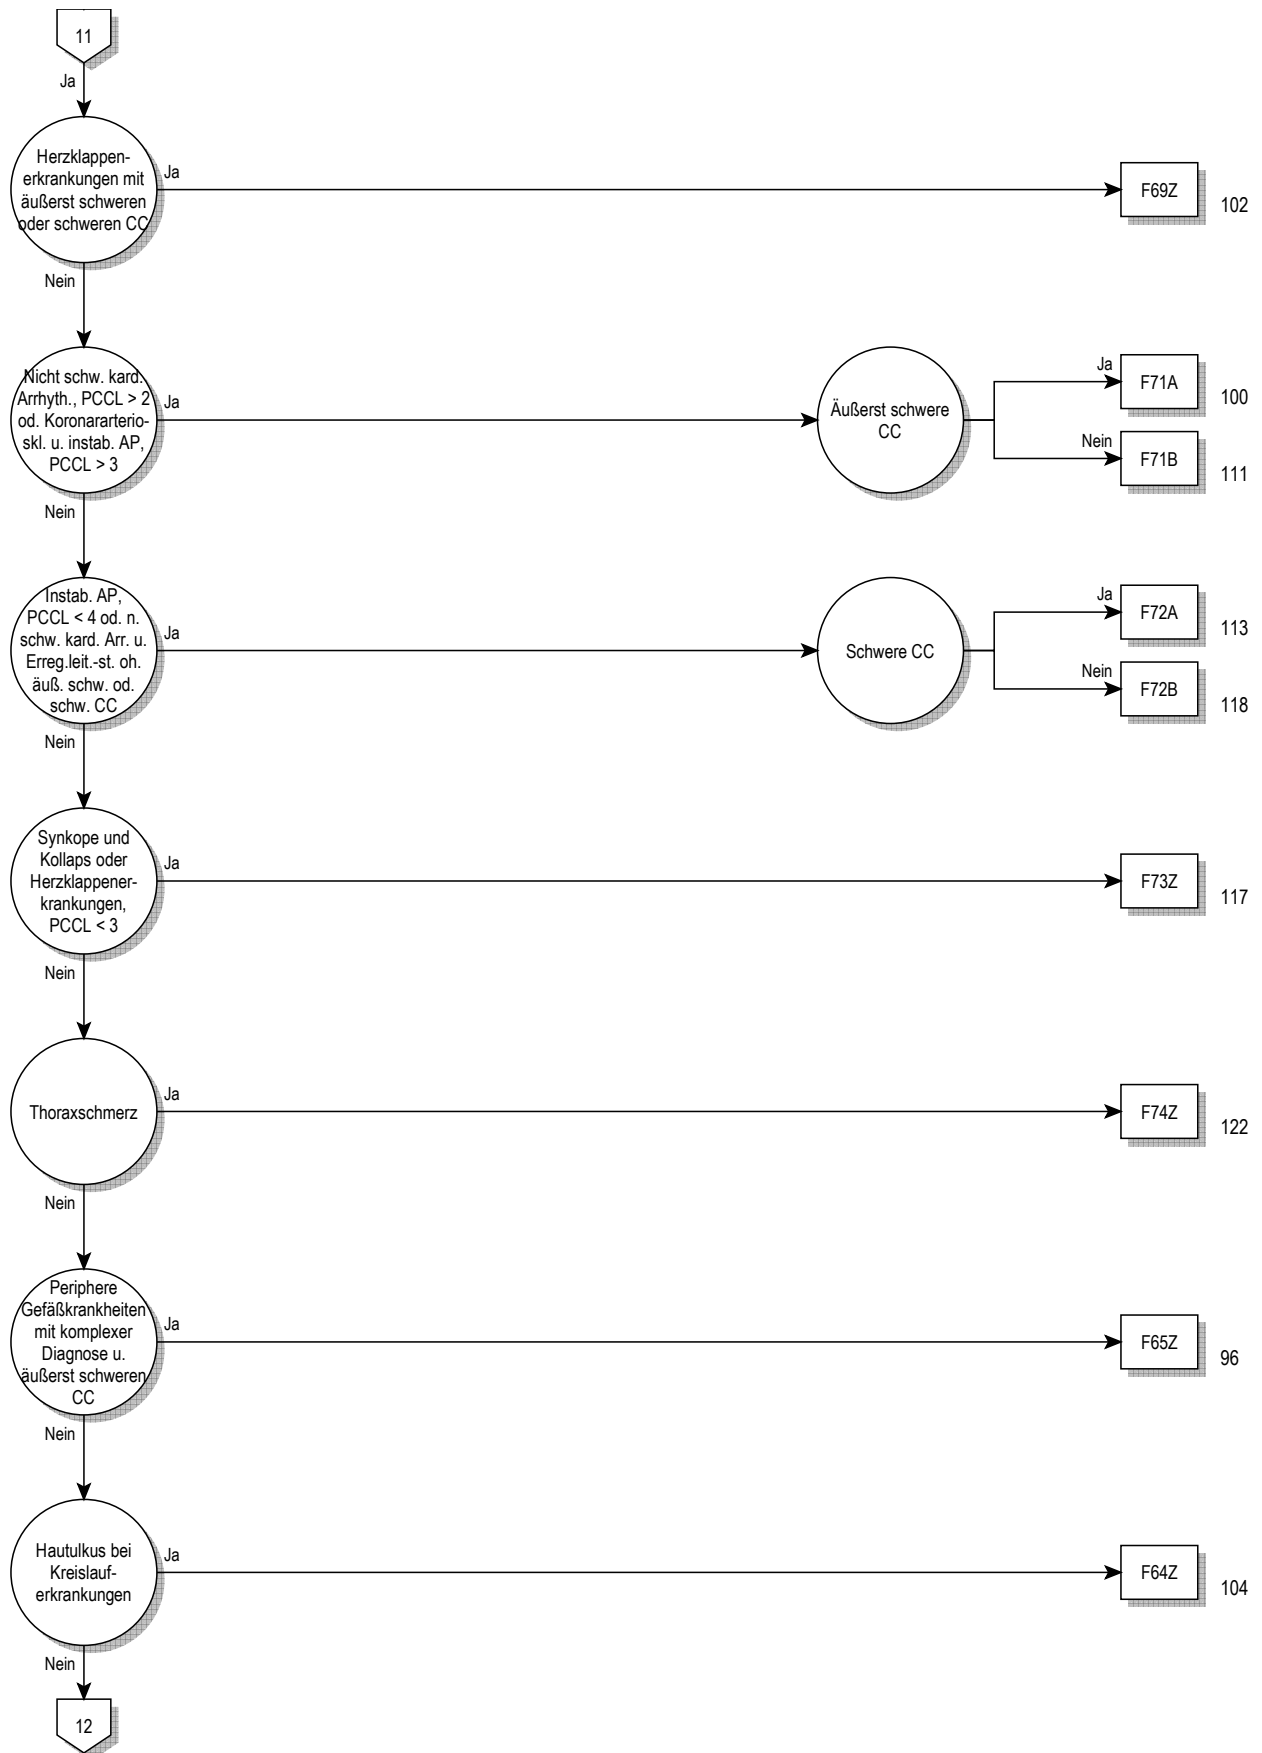 11
Ja
Herzklappen-
erkrankungen mit
äußerst schweren
oder schweren CC
Ja
F69Z
102
Nein
Nicht schw. kard.
Arrhyth., PCCL > 2
od. Koronararterio-
skl. u. instab. AP,
PCCL > 3
Ja
Äußerst schwere
CC
Ja
F71A
100
Nein
F71B
111
Nein
Instab. AP,
PCCL < 4 od. n.
schw. kard. Arr. u.
Erreg.leit.-st. oh.
äuß. schw. od.
schw. CC
Ja
Schwere CC
Ja
F72A
113
Nein
F72B
118
Nein
Synkope und
Kollaps oder
Herzklappener-
krankungen,
PCCL < 3
Ja
F73Z
117
Nein
Thoraxschmerz
Ja
F74Z
122
Nein
Periphere
Gefäßkrankheiten
mit komplexer
Diagnose u.
äußerst schweren
CC
Ja
F65Z
96
Nein
Hautulkus bei
Kreislauf-
erkrankungen
Ja
F64Z
104
Nein
12